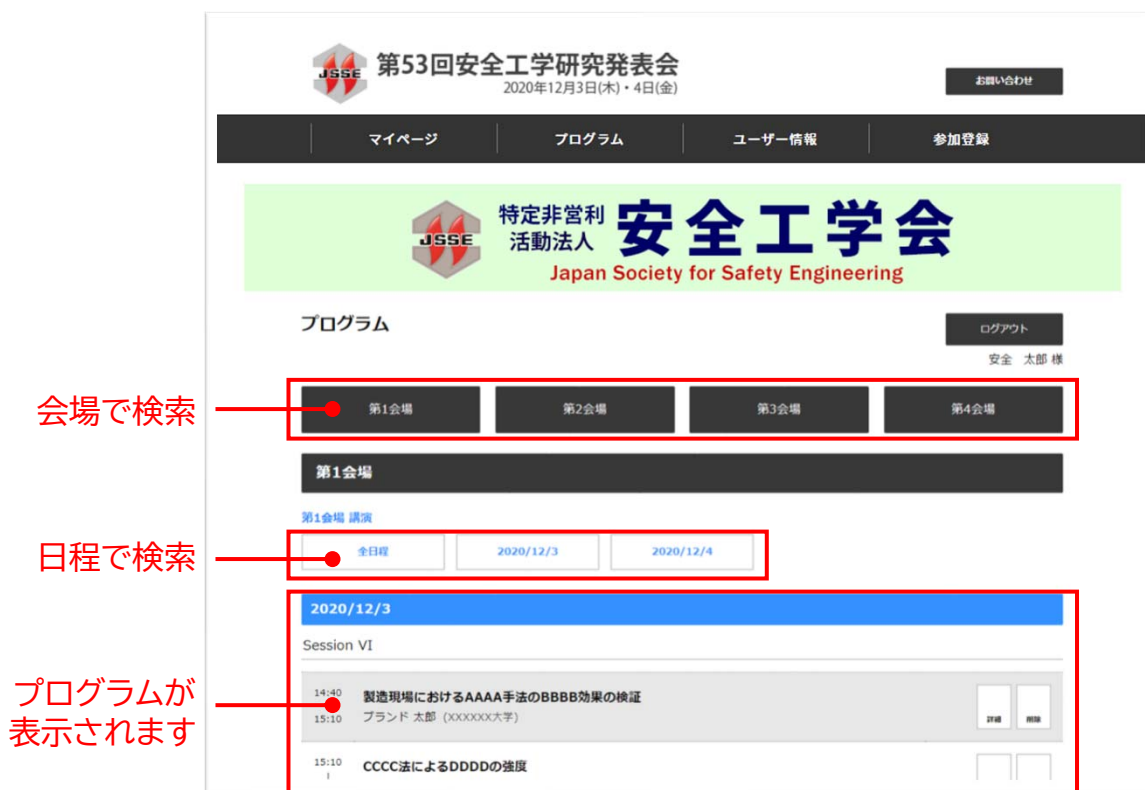 JSSE
第53回安全工学研究発表会
2020年12月3日(木)・4日(金)
お問い合わせ
マイページ
プログラム
ユーザー情報
参加登録
JSSE
特定非営利
活動法人
安全工学会
Japan Society for Safety Engineering
プログラム
ログアウト
安全 太郎 様
会場で検索
第1会場
第2会場
第3会場
第4会場
第1会場
第1会場 講演
日程で検索
全日程
2020/12/3
2020/12/4
2020/12/3
Session VI
プログラムが
表示されます
14:40
15:10
製造現場におけるAAAA手法のBBBB効果の検証
ブランド 太郎 (XXXXXX大学)
詳細
削除
15:10
CCCC法によるDDDDの強度